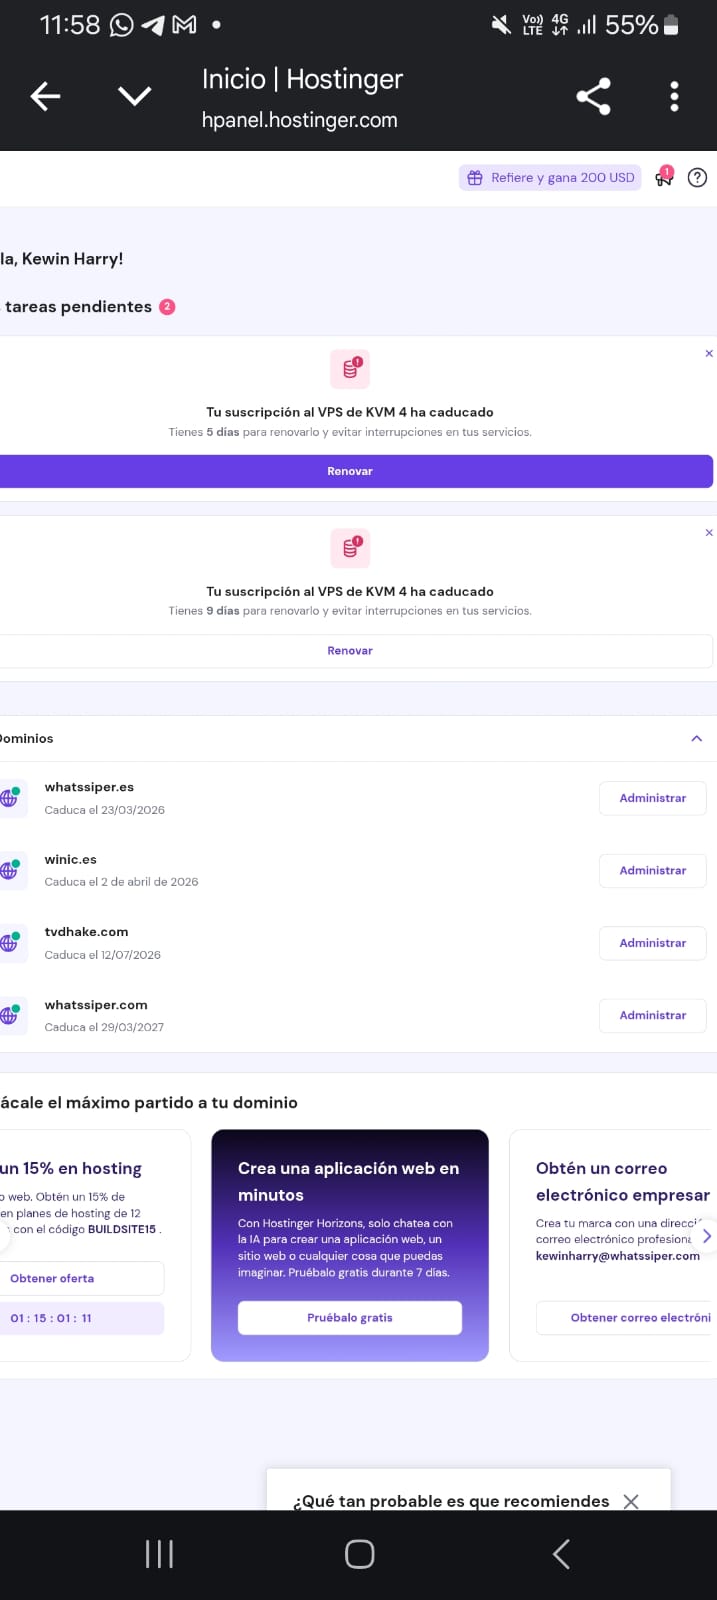 11:58
Vo)) LTE 4G 55%
Inicio | Hostinger
hpanel.hostinger.com
Refiere y gana 200 USD 1
la, Kewin Harry!
tareas pendientes 2
Tu suscripción al VPS de KVM 4 ha caducado
Tienes 5 días para renovarlo y evitar interrupciones en tus servicios.
Renovar
Tu suscripción al VPS de KVM 4 ha caducado
Tienes 9 días para renovarlo y evitar interrupciones en tus servicios.
Renovar
Dominios
whatssiper.es
Caduca el 23/03/2026
Administrar
winic.es
Caduca el 2 de abril de 2026
Administrar
tvdhake.com
Caduca el 12/07/2026
Administrar
whatssiper.com
Caduca el 29/03/2027
Administrar
ácale el máximo partido a tu dominio
un 15% en hosting
o web. Obtén un 15% de
en planes de hosting de 12
s con el código BUILDSITE15 .
Obtener oferta
01 : 15 : 01 : 11
Crea una aplicación web en
minutos
Con Hostinger Horizons, solo chatea con
la IA para crear una aplicación web, un
sitio web o cualquier cosa que puedas
imaginar. Pruébalo gratis durante 7 días.
Pruébalo gratis
Obtén un correo
electrónico empresar
Crea tu marca con una direcci
correo electrónico profesiona
kewinharry@whatssiper.com
Obtener correo electróni
¿Qué tan probable es que recomiendes